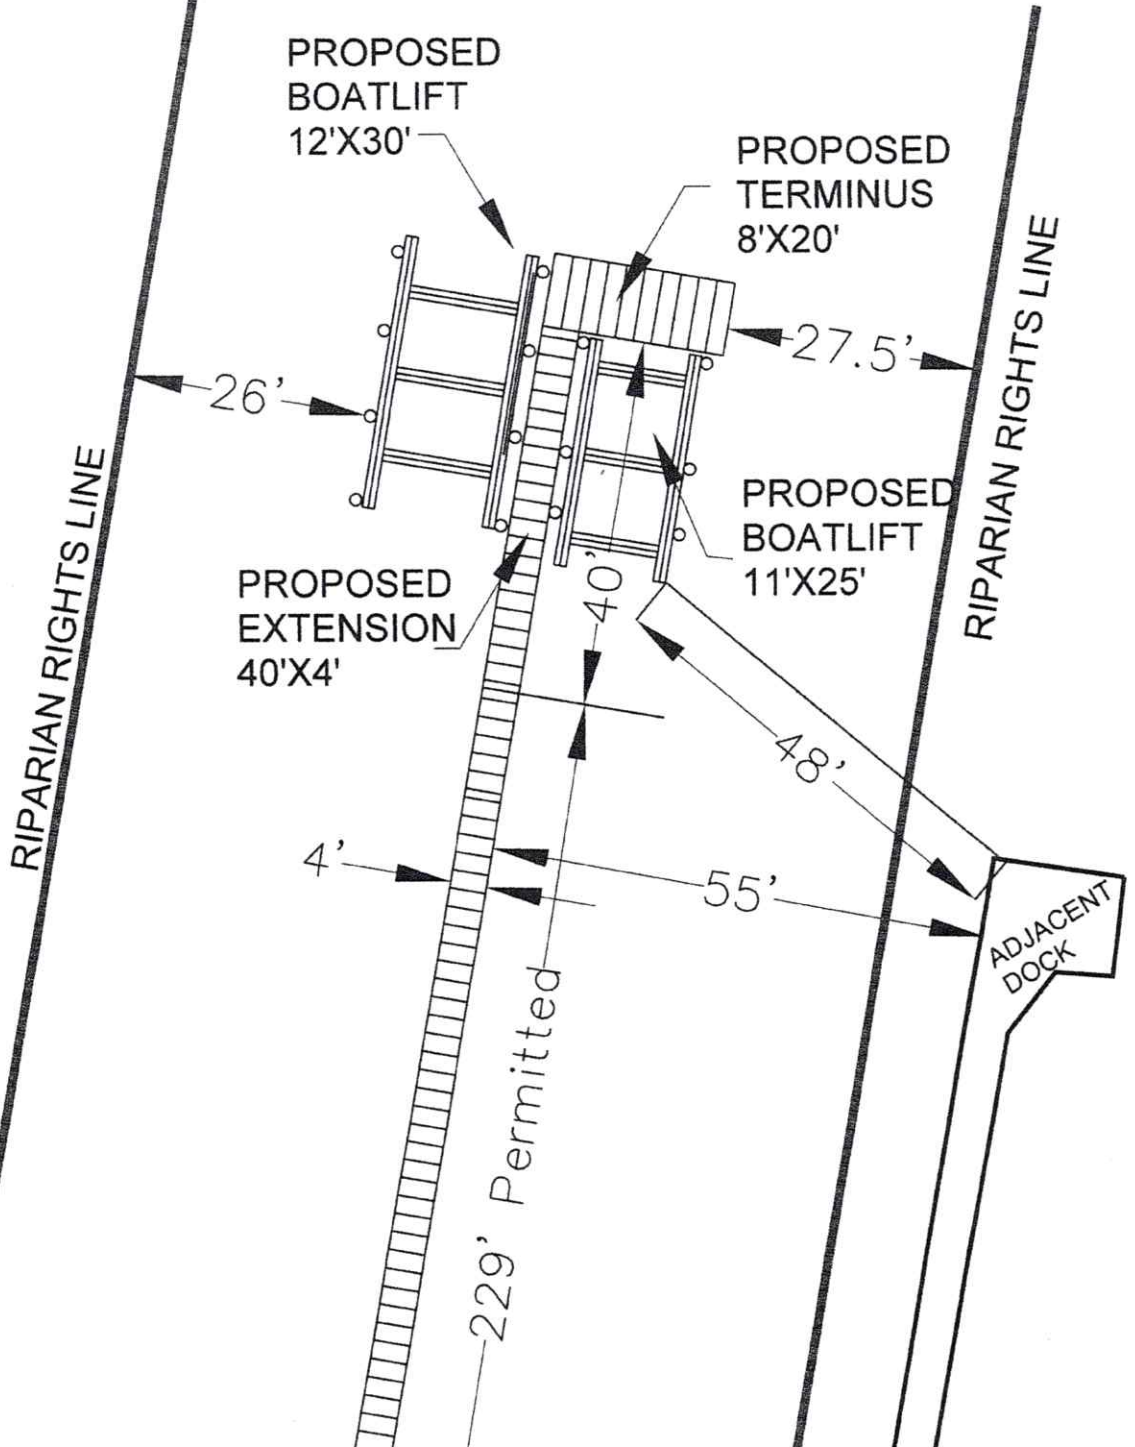 PROPOSED
BOATLIFT
12'X30'
PROPOSED
TERMINUS
8'X20'
RIPARIAN RIGHTS LINE
27.5'
26'
RIPARIAN RIGHTS LINE
PROPOSED
BOATLIFT
11'X25'
PROPOSED
EXTENSION
40'X4'
40'
48'
4'
55'
ADJACENT
DOCK
229' Permitted